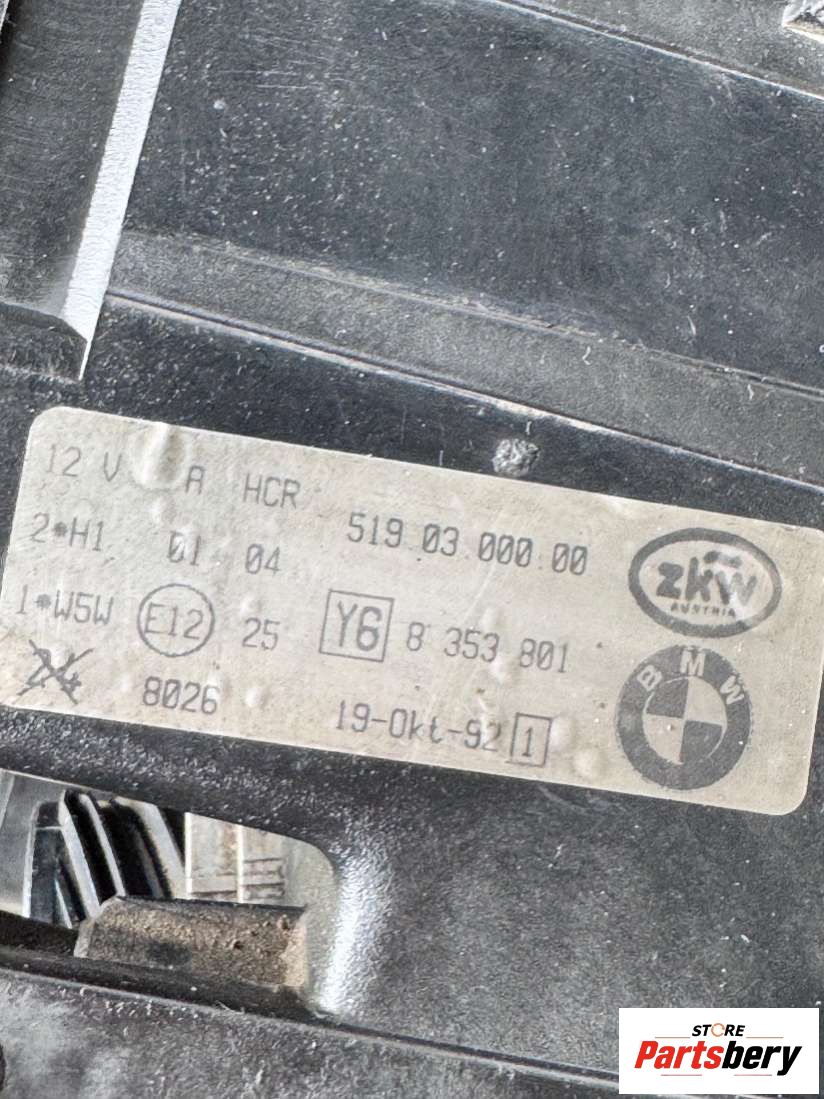 12 V A HCR 519.03.000.00
2*H1 01 04
1*W5W E12 25 Y6 8 353 801
24 8026 19-Okt-92 1
zkw
AUSTRIA
BMW
STORE
Partsbery